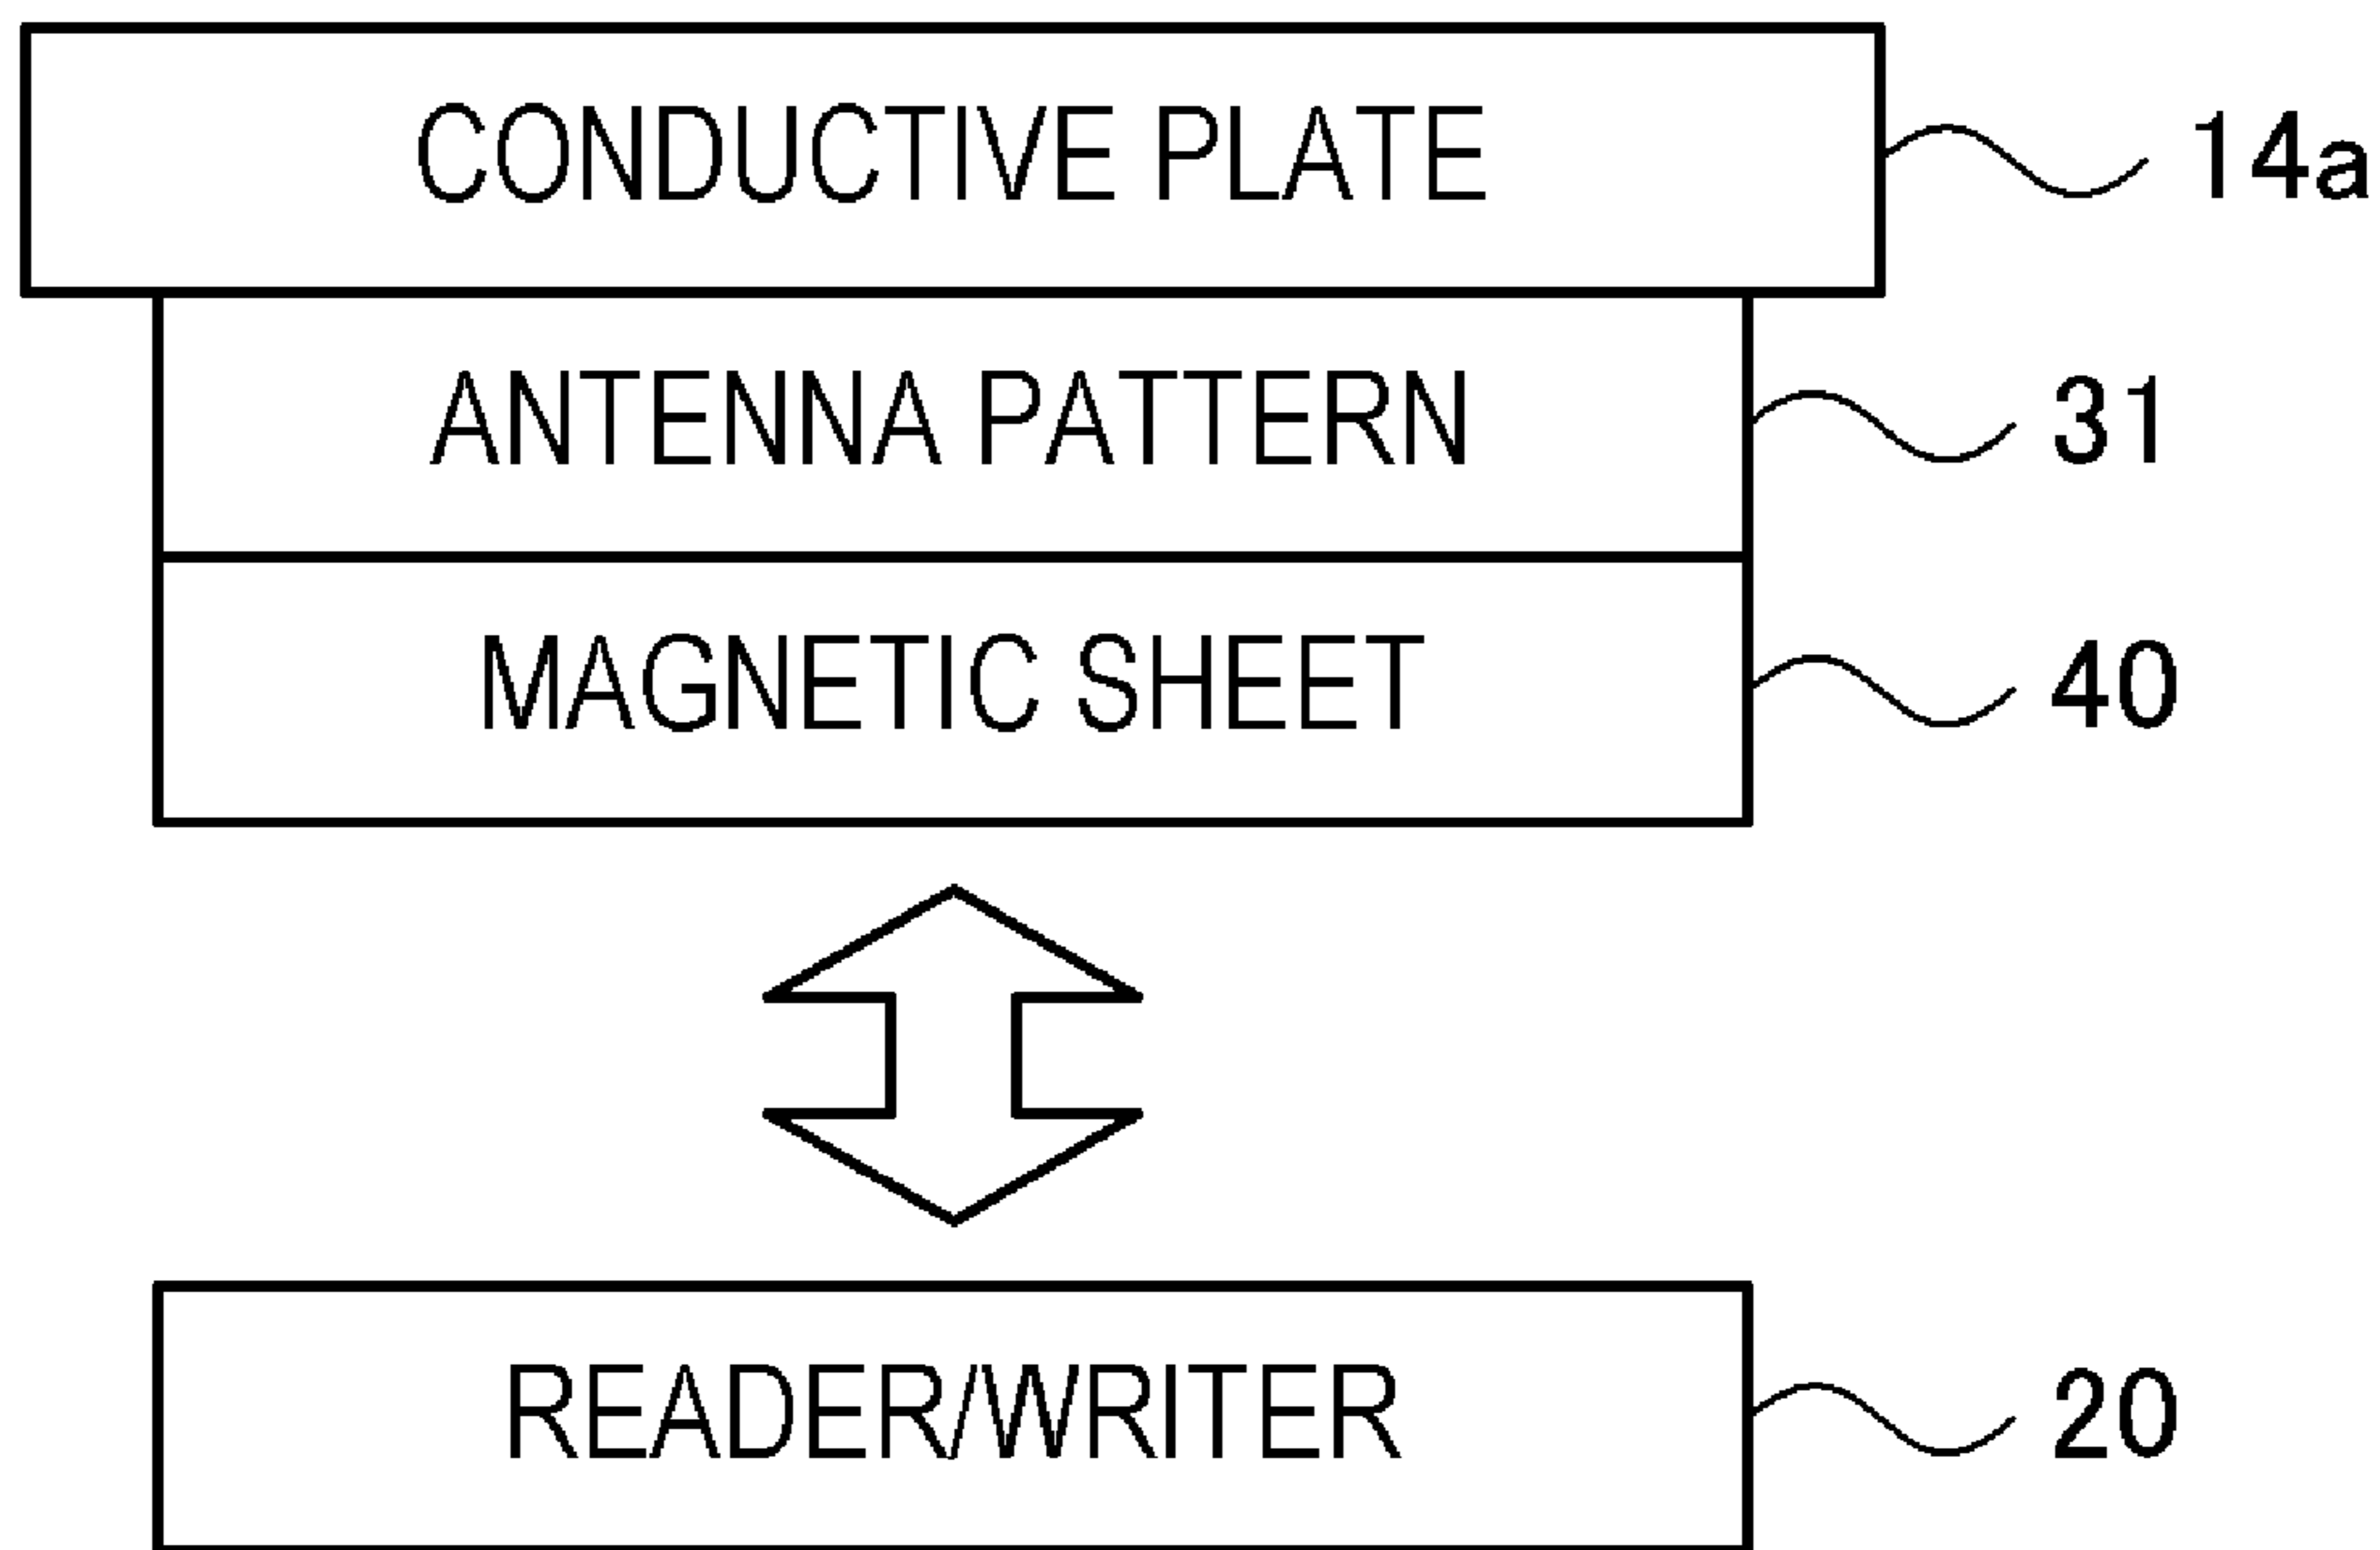 CONDUCTIVE PLATE 14a
ANTENNA PATTERN 31
MAGNETIC SHEET 40
READER/WRITER 20